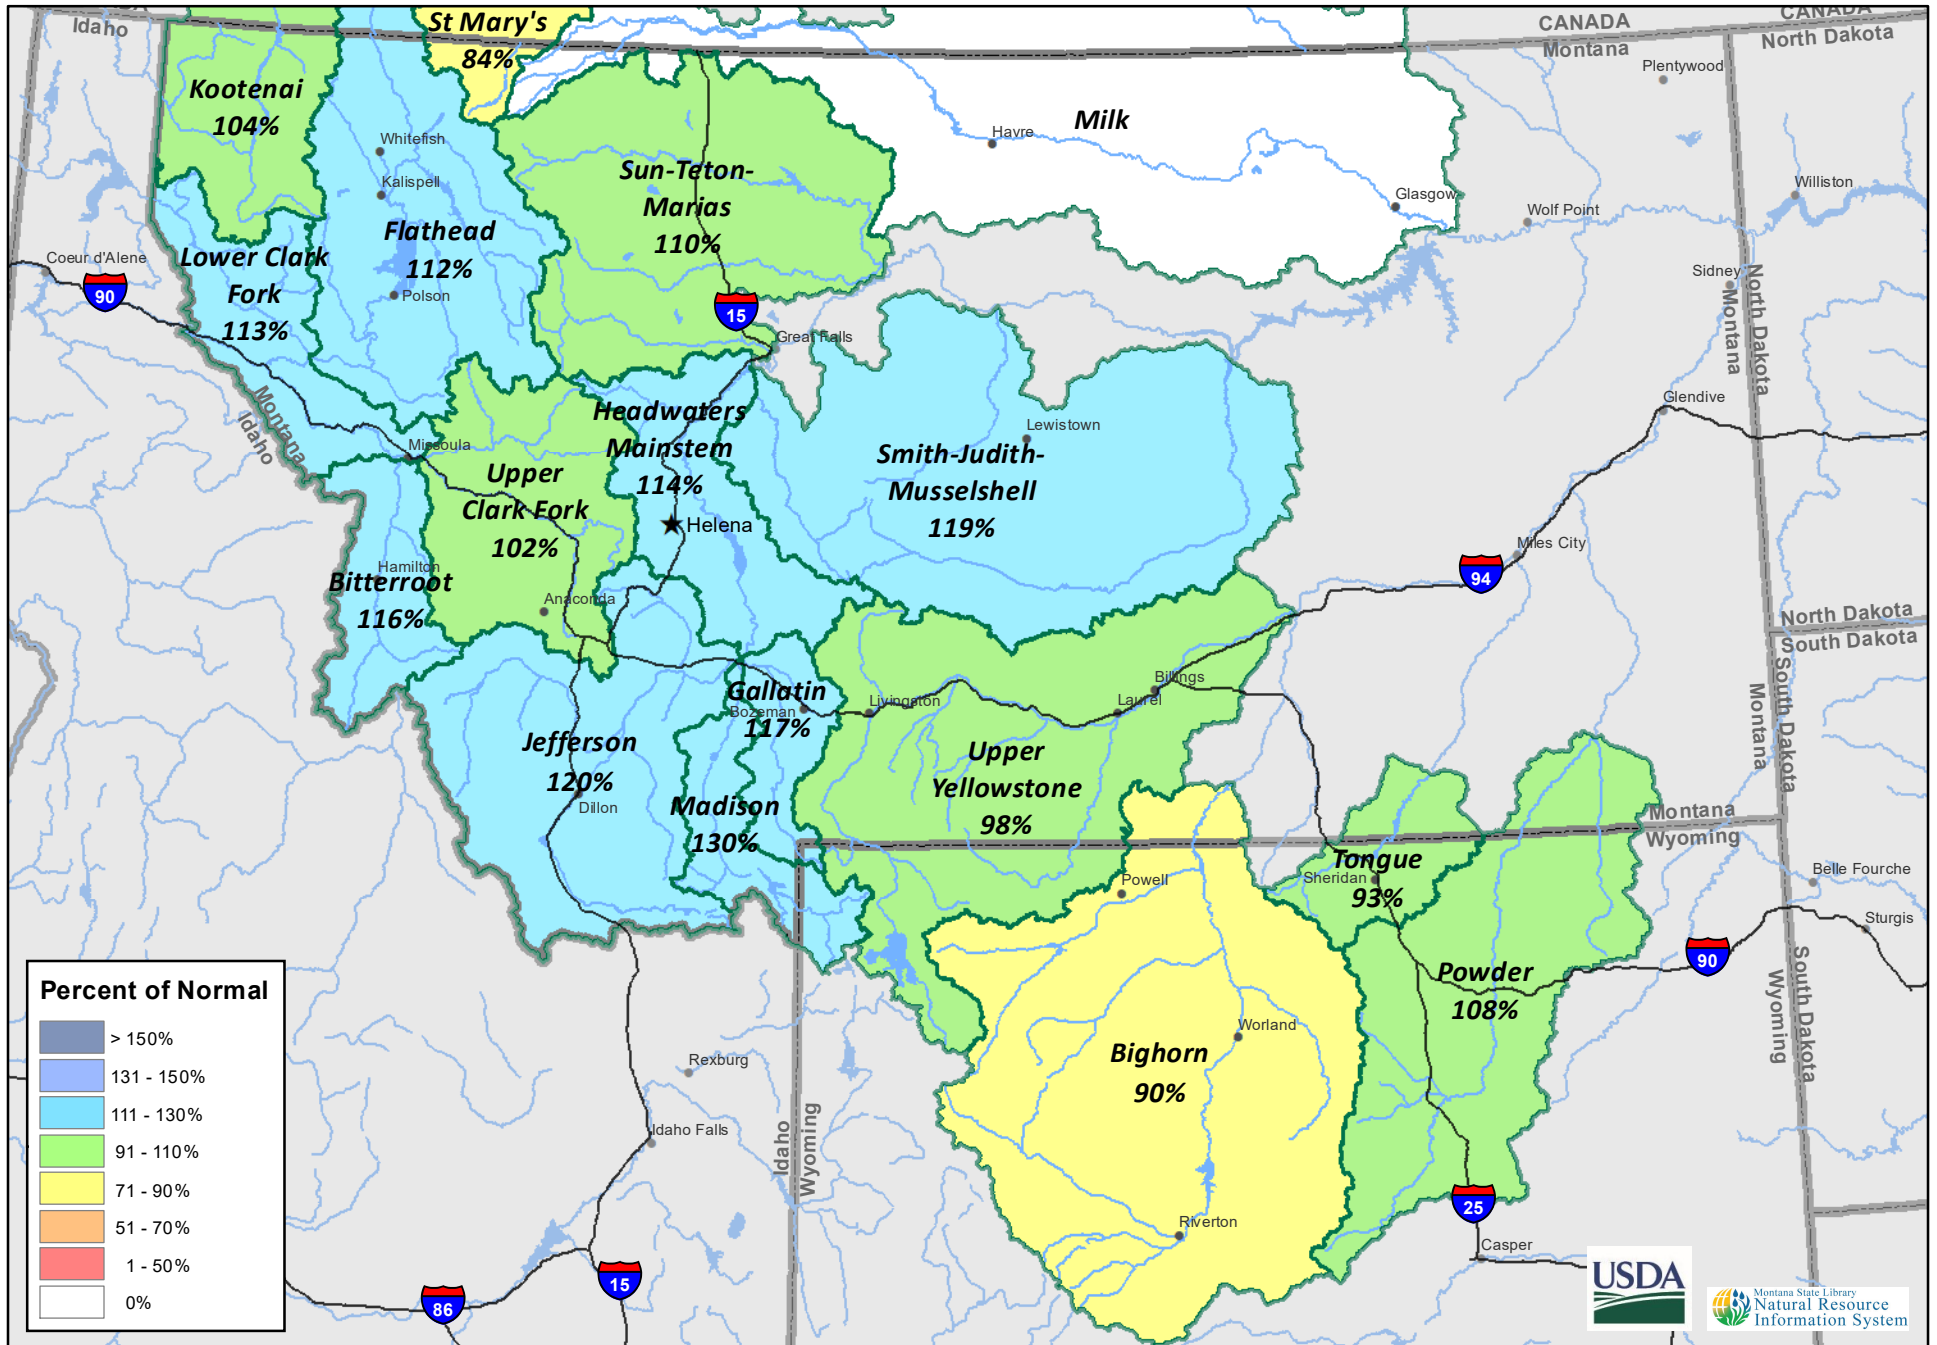 CANADA
Idaho
CANADA
Montana
CANADA
North Dakota
St Mary's
84%
Kootenai
104%
Plentywood
Milk
Havre
Whitefish
Kalispell
Sun-Teton-
Marias
110%
Glasgow
Williston
Wolf Point
Flathead
112%
Polson
Lower Clark
Fork
113%
Coeur d'Alene
90
Sidney
North Dakota
Montana
15
Great Falls
Glendive
Montana
Idaho
Headwaters
Mainstem
114%
Lewistown
Missoula
Smith-Judith-
Musselshell
119%
Upper
Clark Fork
102%
Helena
Miles City
94
Hamilton
Bitterroot
116%
Anaconda
North Dakota
South Dakota
South Dakota
Montana
Gallatin
Bozeman
117%
Livingston
Billings
Laurel
Jefferson
120%
Dillon
Upper
Yellowstone
98%
Madison
130%
Montana
Wyoming
Tongue
Sheridan
93%
Powell
Belle Fourche
Sturgis
90
South Dakota
Wyoming
Powder
108%
Percent of Normal
> 150%
131 - 150%
111 - 130%
91 - 110%
71 - 90%
51 - 70%
1 - 50%
0%
Worland
Bighorn
90%
Rexburg
Idaho Falls
Idaho
Wyoming
Riverton
25
Casper
86
15
USDA
Montana State Library
Natural Resource
Information System